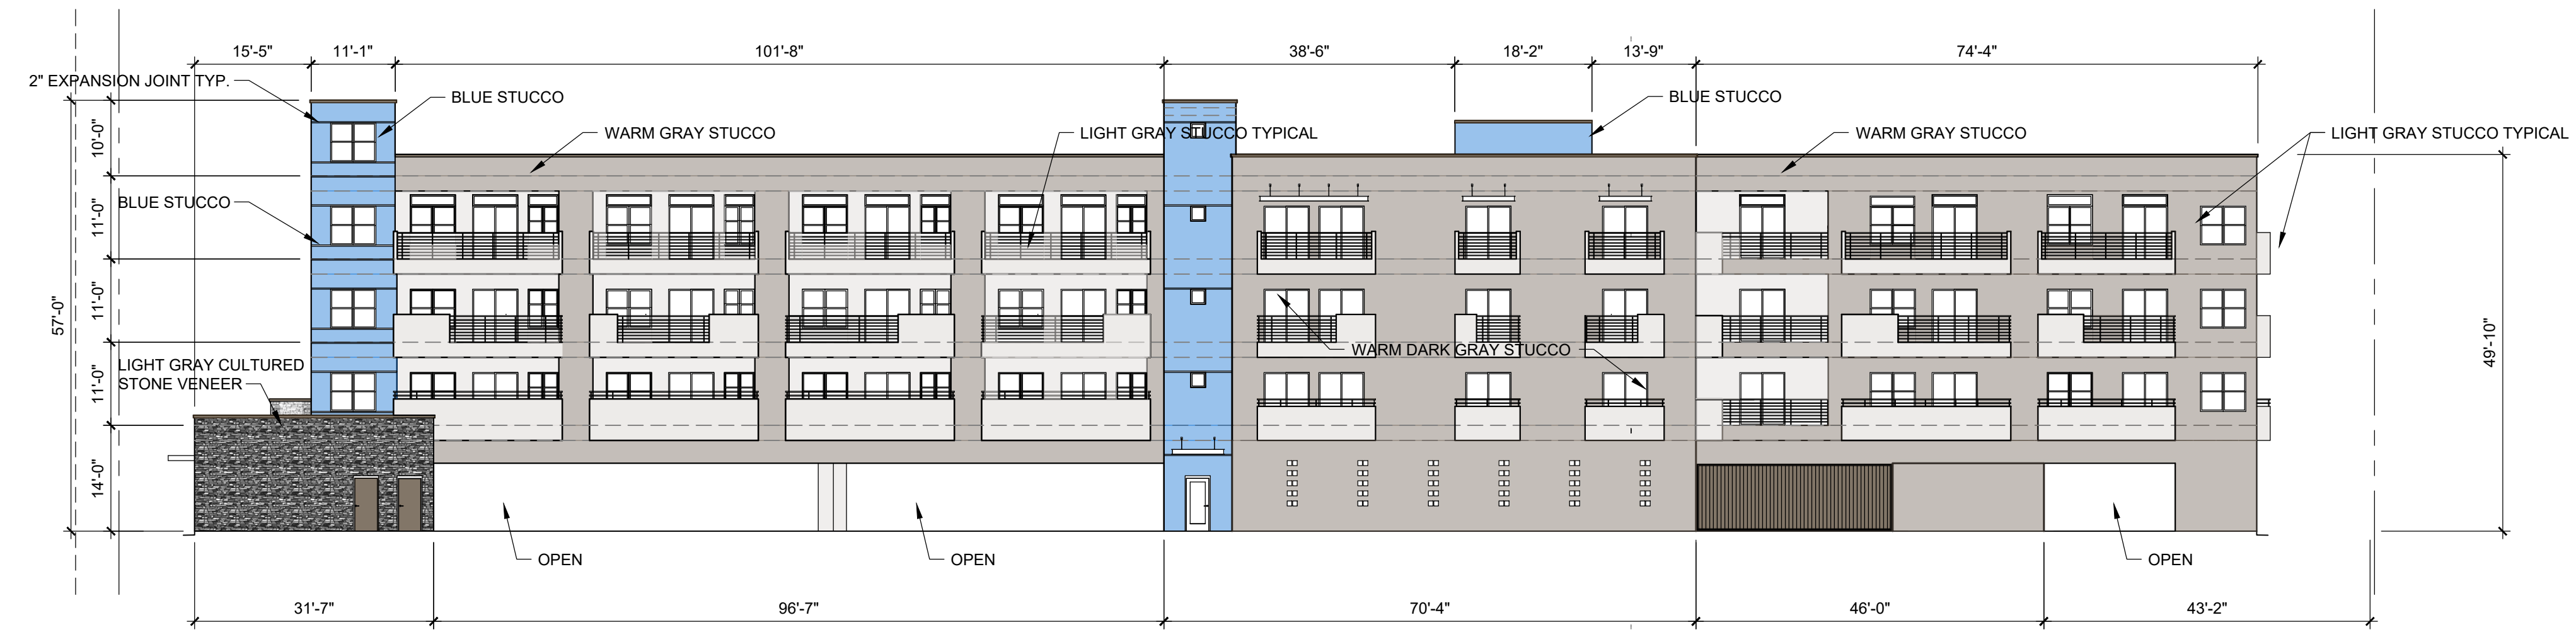 15'-5"
11'-1"
101'-8"
38'-6"
18'-2"
13'-9"
74'-4"
2" EXPANSION JOINT TYP.
BLUE STUCCO
BLUE STUCCO
WARM GRAY STUCCO
LIGHT GRAY STUCCO TYPICAL
WARM GRAY STUCCO
LIGHT GRAY STUCCO TYPICAL
10'-0"
BLUE STUCCO
11'-0"
11'-0"
57'-0"
WARM DARK GRAY STUCCO
49'-10"
LIGHT GRAY CULTURED
STONE VENEER
11'-0"
14'-0"
OPEN
OPEN
OPEN
31'-7"
96'-7"
70'-4"
46'-0"
43'-2"